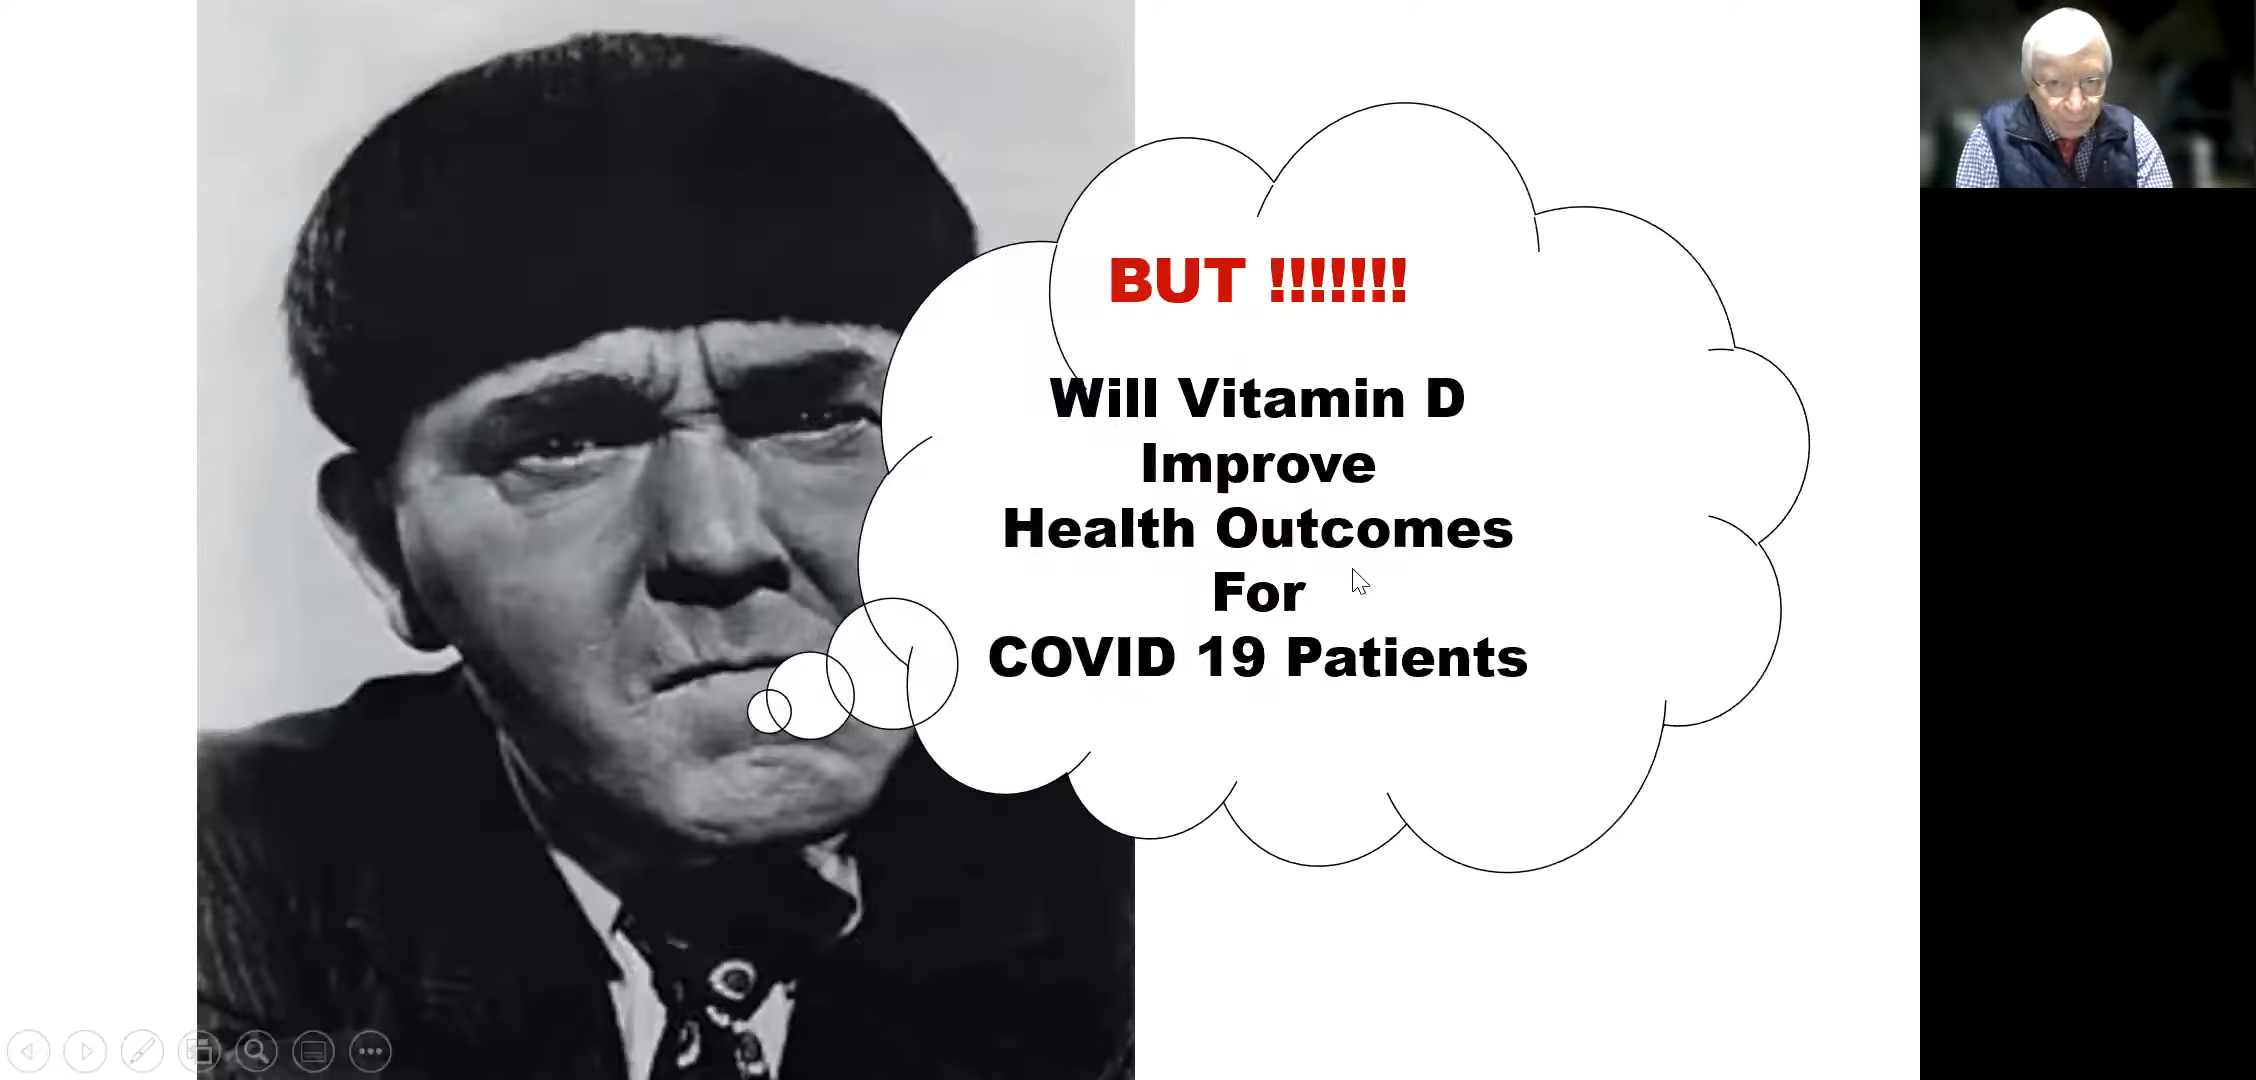 BUT !!!!!!!
Will Vitamin D
Improve
Health Outcomes
For
COVID 19 Patients